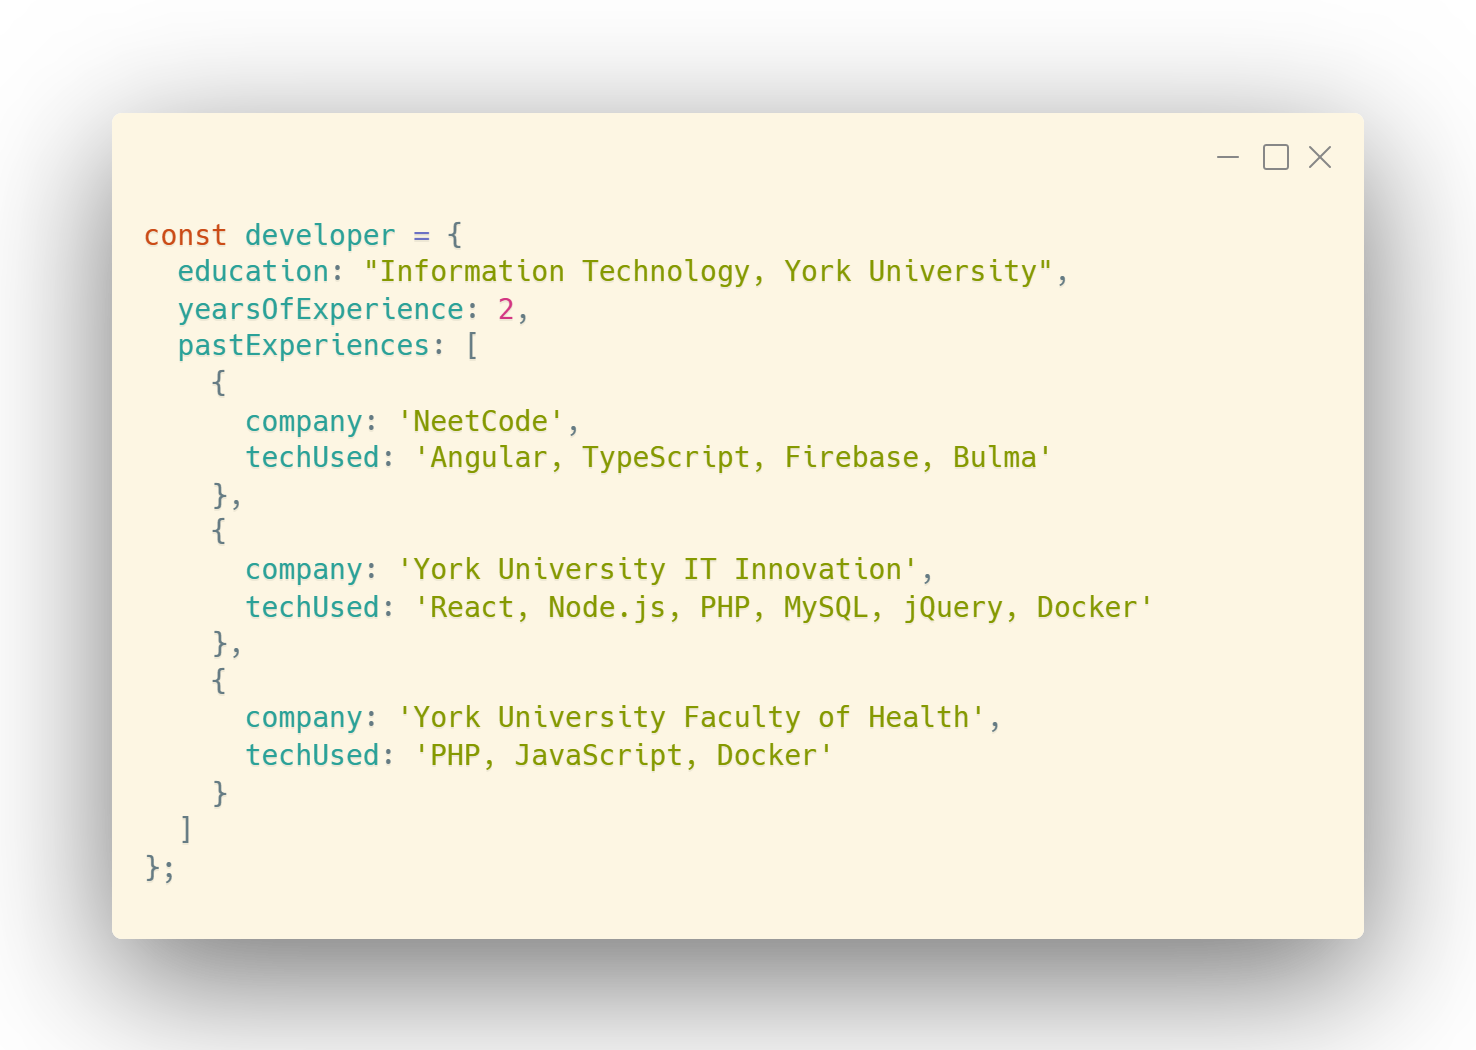 const developer = {
  education: "Information Technology, York University",
  yearsOfExperience: 2,
  pastExperiences: [
    {
      company: 'NeetCode',
      techUsed: 'Angular, TypeScript, Firebase, Bulma'
    },
    {
      company: 'York University IT Innovation',
      techUsed: 'React, Node.js, PHP, MySQL, jQuery, Docker'
    },
    {
      company: 'York University Faculty of Health',
      techUsed: 'PHP, JavaScript, Docker'
    }
  ]
};